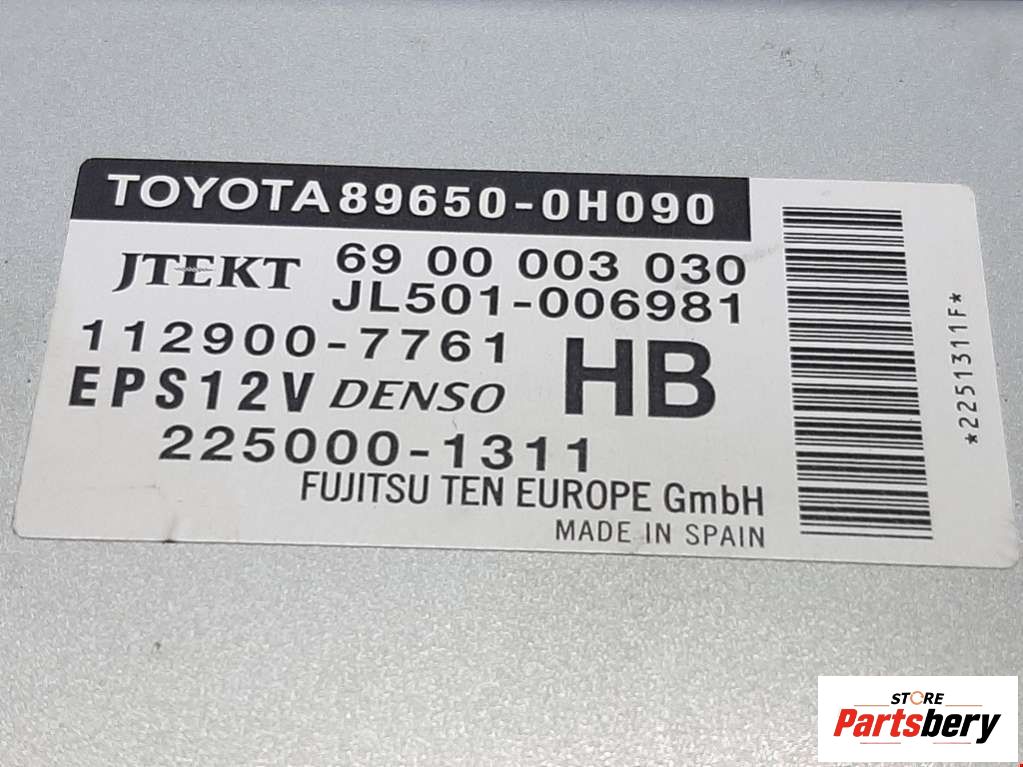 TOYOTA 89650-0H090
JTEKT 69 00 003 030
JL501-006981
112900-7761
EPS12V DENSO HB
225000-1311
FUJITSU TEN EUROPE GmbH
MADE IN SPAIN
*2251311F*
STORE
Partsbery